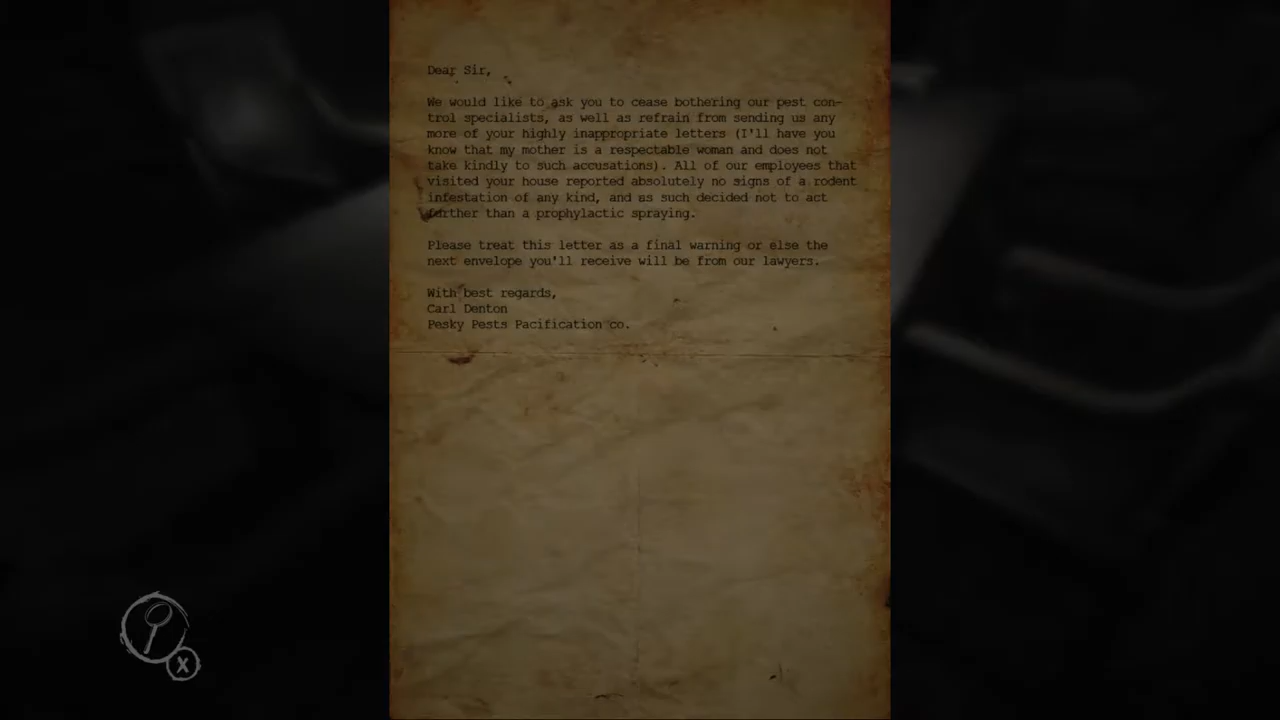 Dear Sir,
We would like to ask you to cease bothering our pest con-
trol specialists, as well as refrain from sending us any
more of your highly inappropriate letters (I'll have you
know that my mother is a respectable woman and does not
take kindly to such accusations). All of our employees that
visited your house reported absolutely no signs of a rodent
infestation of any kind, and as such decided not to act
further than a prophylactic spraying.
Please treat this letter as a final warning or else the
next envelope you'll receive will be from our lawyers.
With best regards,
Carl Denton
Pesky Pests Pacification co.
X